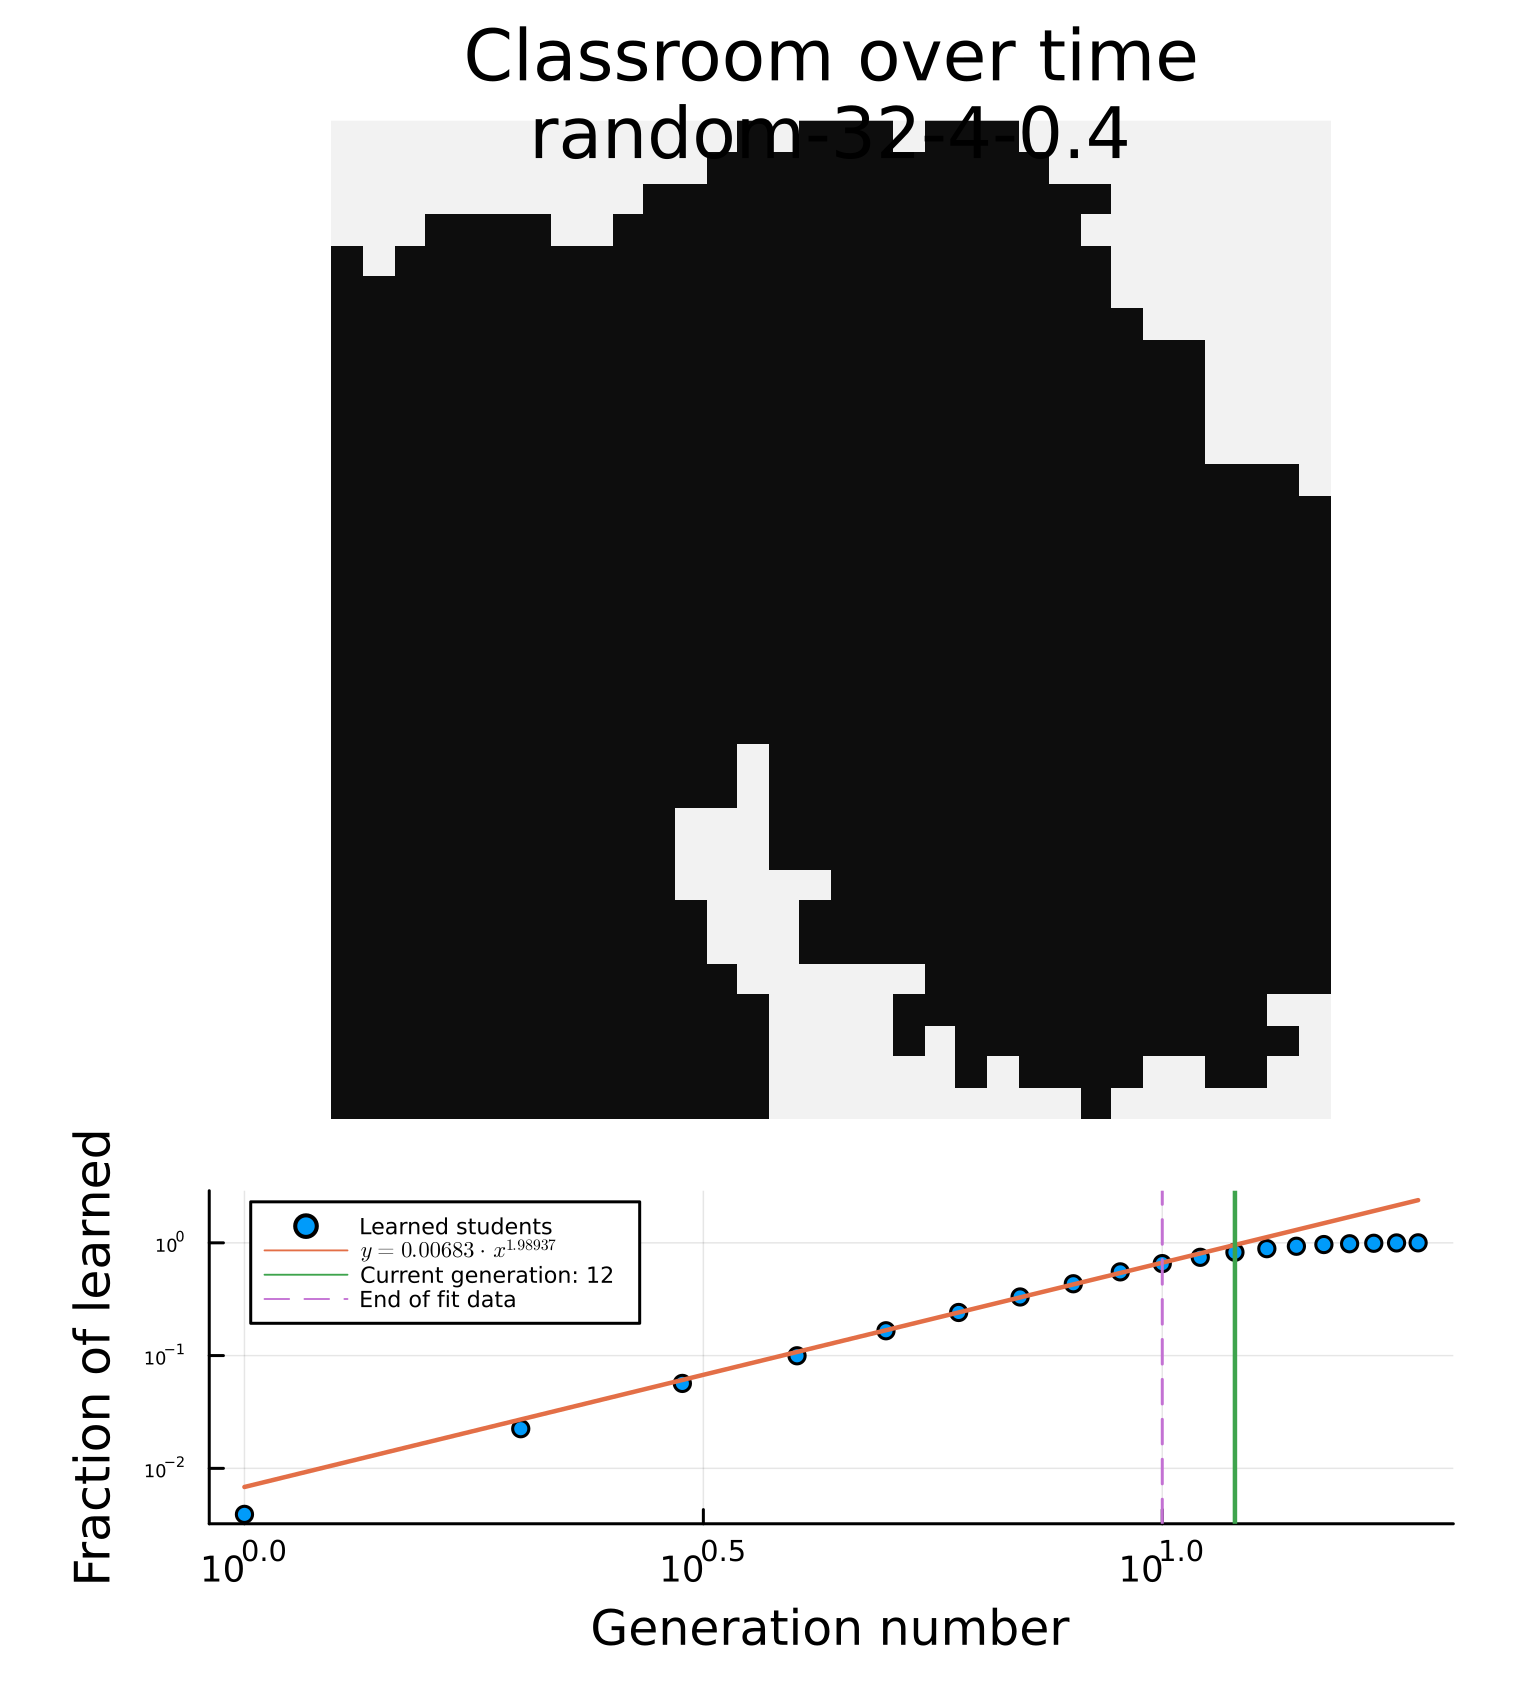 Classroom over time
random-32-4-0.4
Fraction of learned
10⁰
10⁻¹
10⁻²
Learned students
y = 0.00683 · x^1.98937
Current generation: 12
End of fit data
10^0.0
10^0.5
10^1.0
Generation number